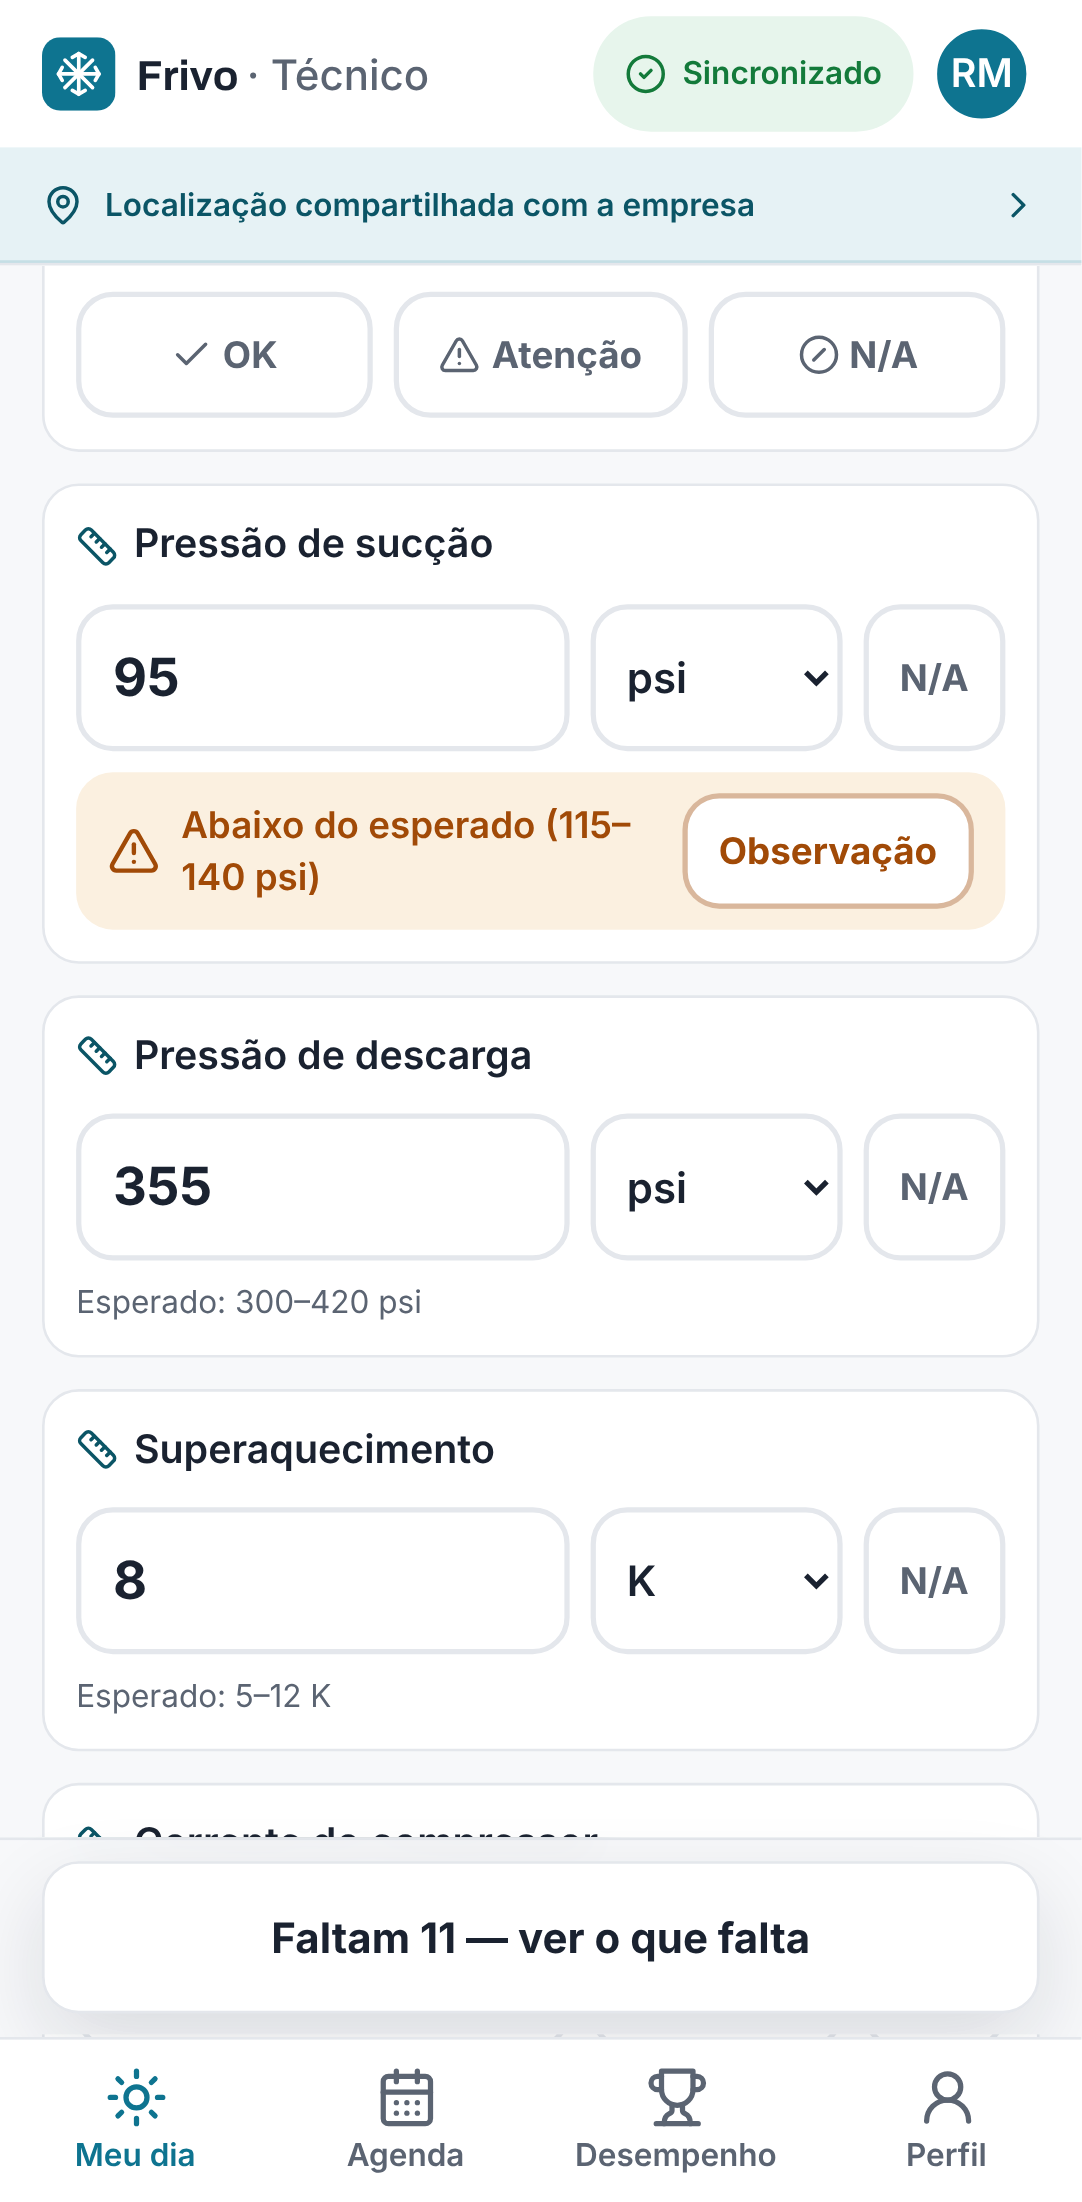 Frivo · Técnico
Sincronizado
RM
Localização compartilhada com a empresa
OK
Atenção
N/A
Pressão de sucção
95
psi
N/A
Abaixo do esperado (115–
140 psi)
Observação
Pressão de descarga
355
psi
N/A
Esperado: 300–420 psi
Superaquecimento
8
K
N/A
Esperado: 5–12 K
Faltam 11 — ver o que falta
Meu dia
Agenda
Desempenho
Perfil